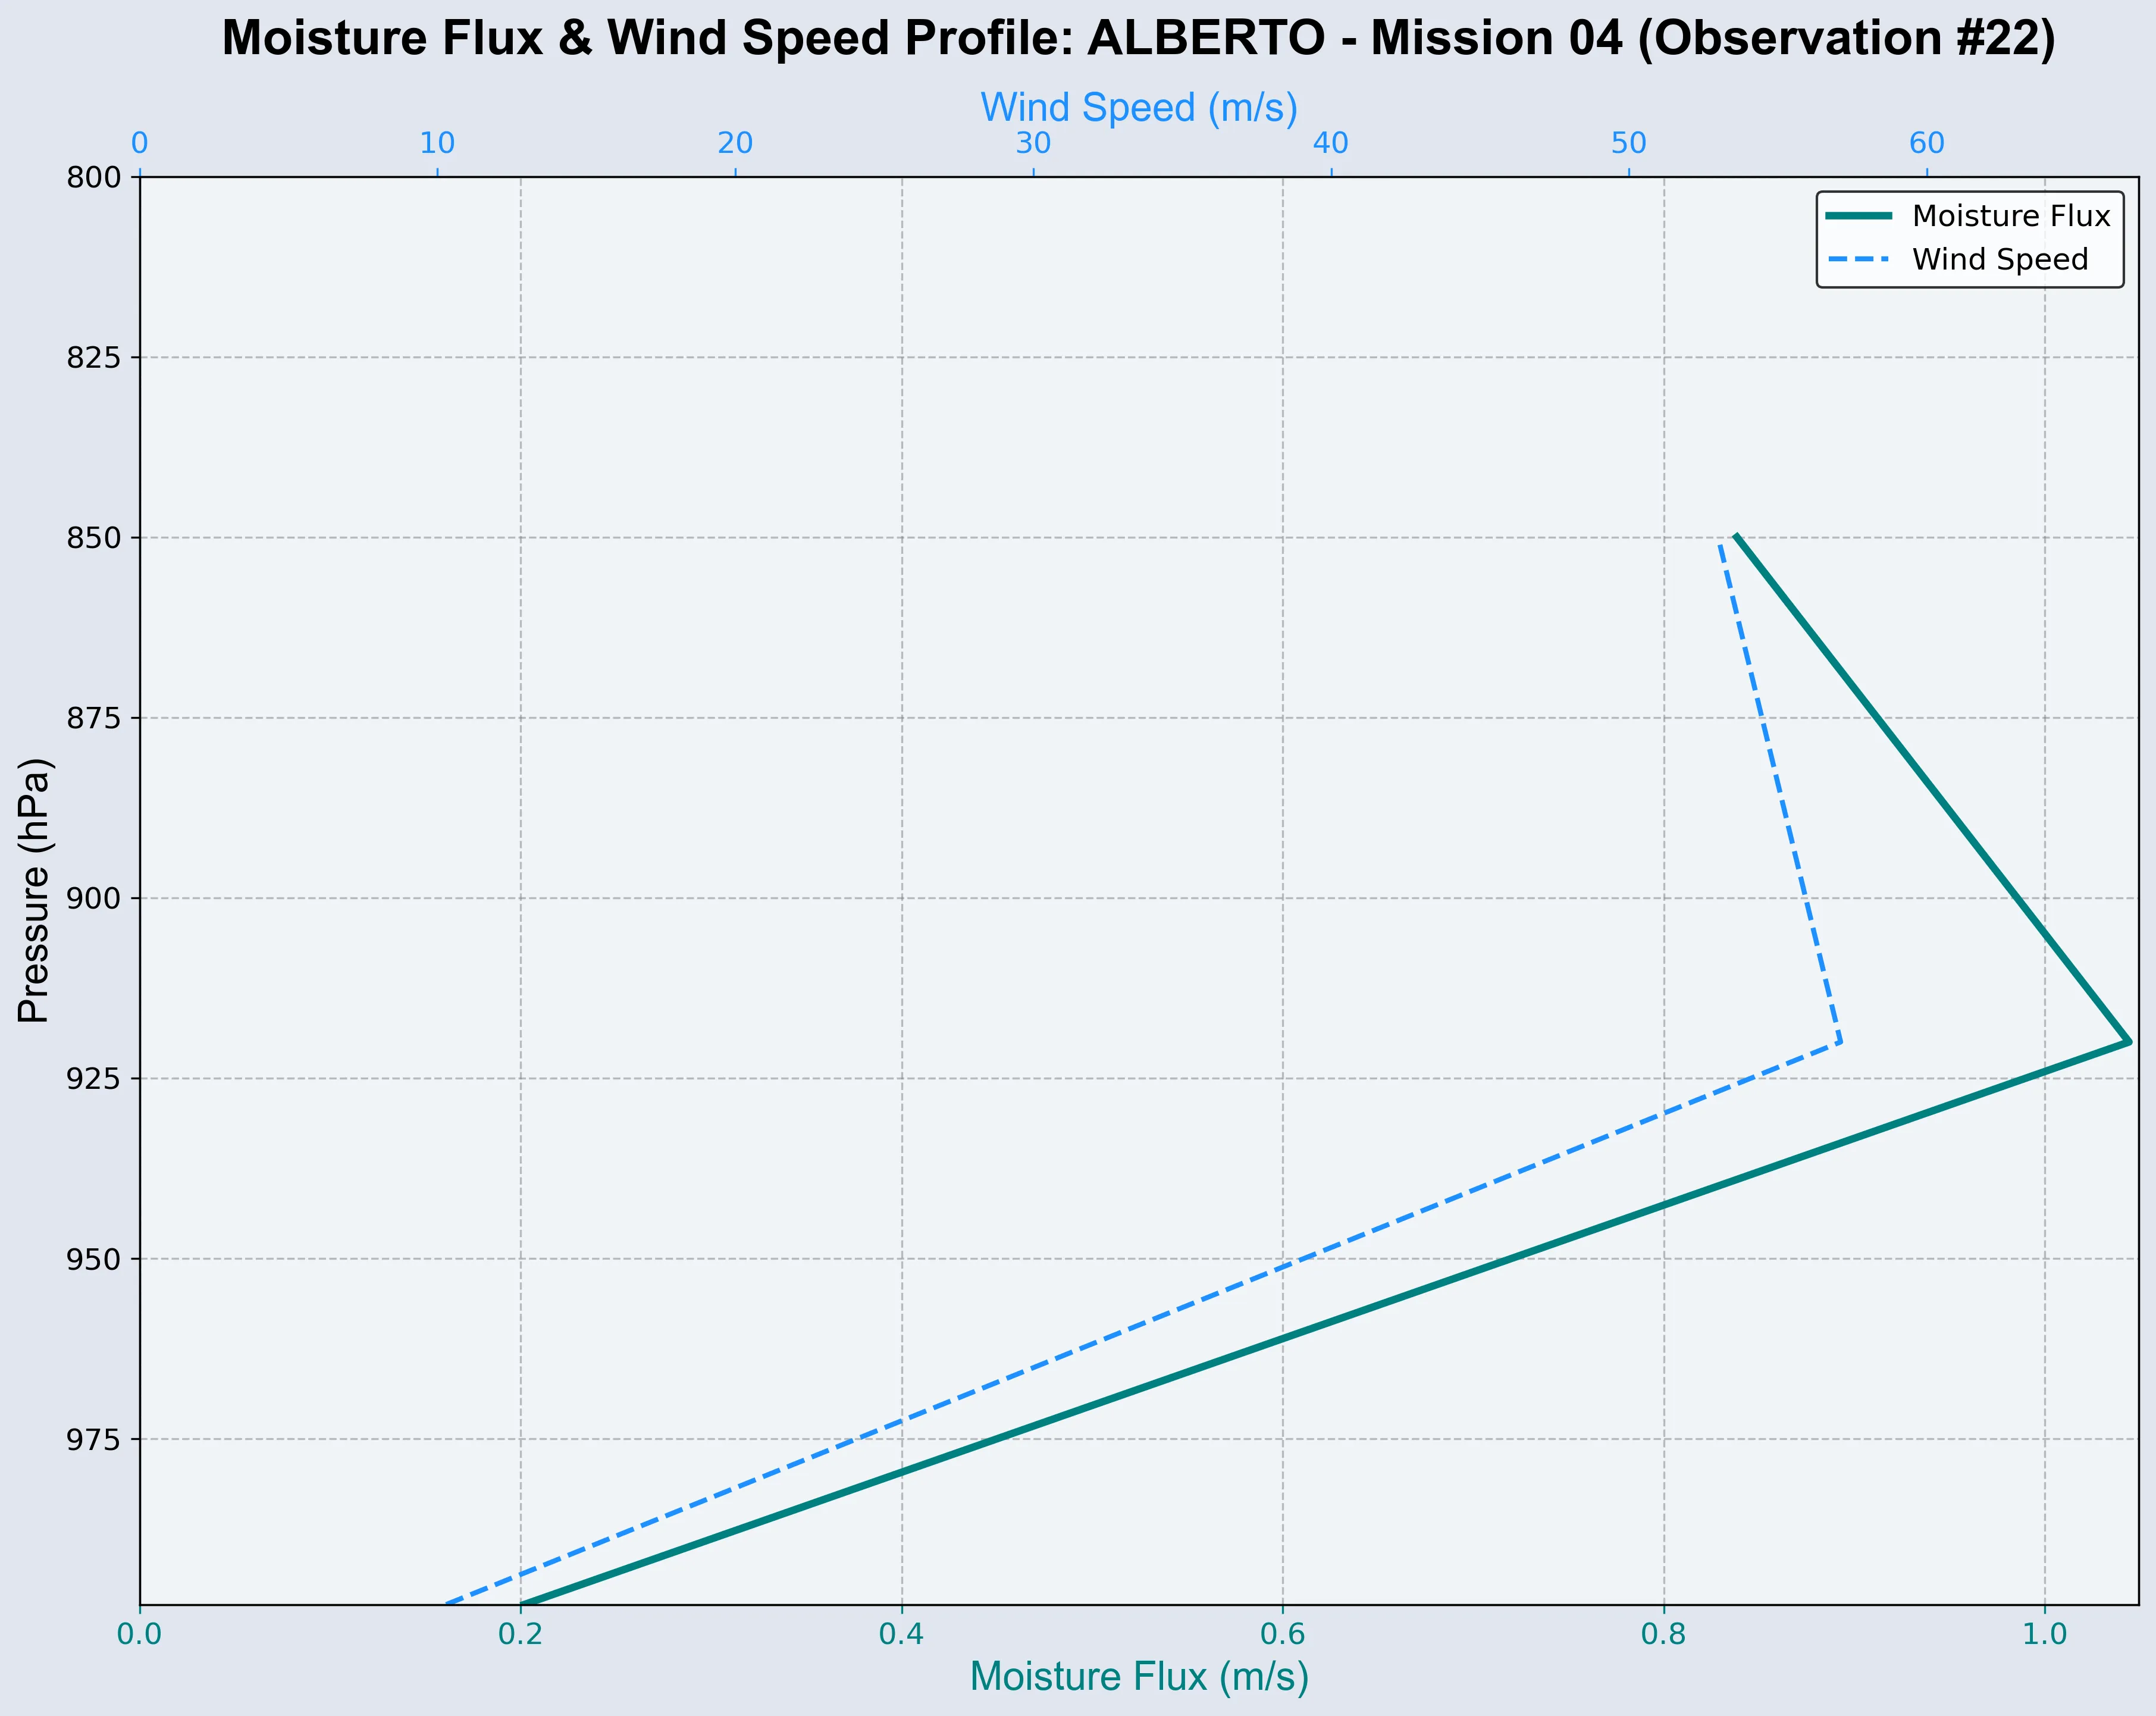 Moisture Flux & Wind Speed Profile: ALBERTO - Mission 04 (Observation #22)
Wind Speed (m/s)
0 10 20 30 40 50 60
Moisture Flux
Wind Speed
Pressure (hPa)
800
825
850
875
900
925
950
975
0.0 0.2 0.4 0.6 0.8 1.0
Moisture Flux (m/s)